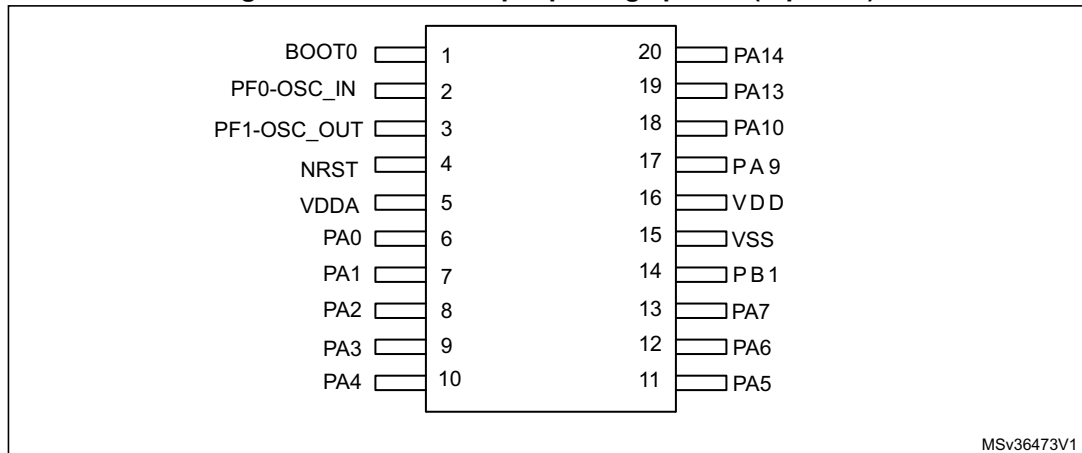 BOOT0 1 20 PA14
PF0-OSC_IN 2 19 PA13
PF1-OSC_OUT 3 18 PA10
NRST 4 17 PA9
VDDA 5 16 VDD
PA0 6 15 VSS
PA1 7 14 PB1
PA2 8 13 PA7
PA3 9 12 PA6
PA4 10 11 PA5
MSv36473V1